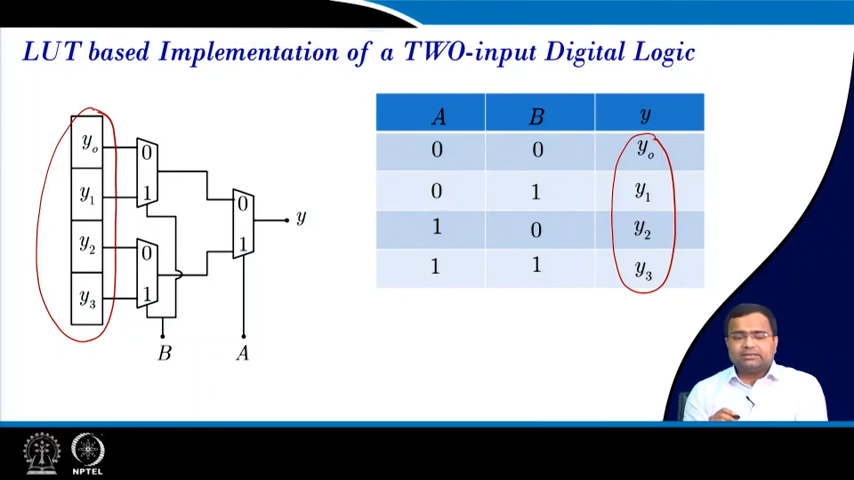 LUT based Implementation of a TWO-input Digital Logic
y₀ 0
y₁ 1
y₂ 0
y₃ 1
0
1
y
B A
A B y
0 0 y₀
0 1 y₁
1 0 y₂
1 1 y₃
NPTEL